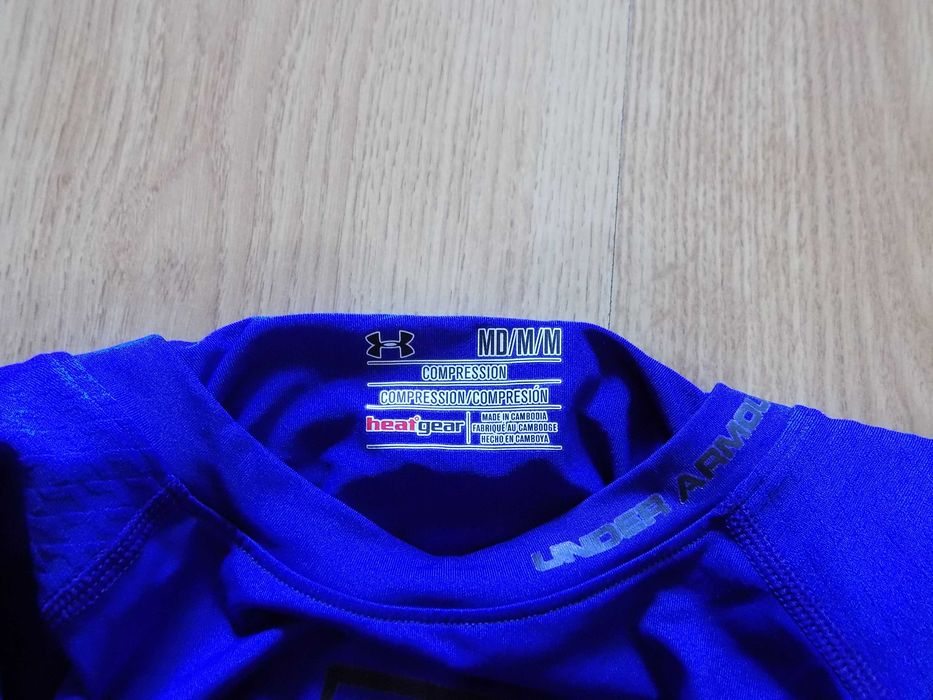 MD/M/M
COMPRESSION
COMPRESSION/COMPRESIÓN
heatgear
MADE IN CAMBODIA
FABRIQUÉ AU CAMBODGE
HECHO EN CAMBOYA
UNDER ARMOU